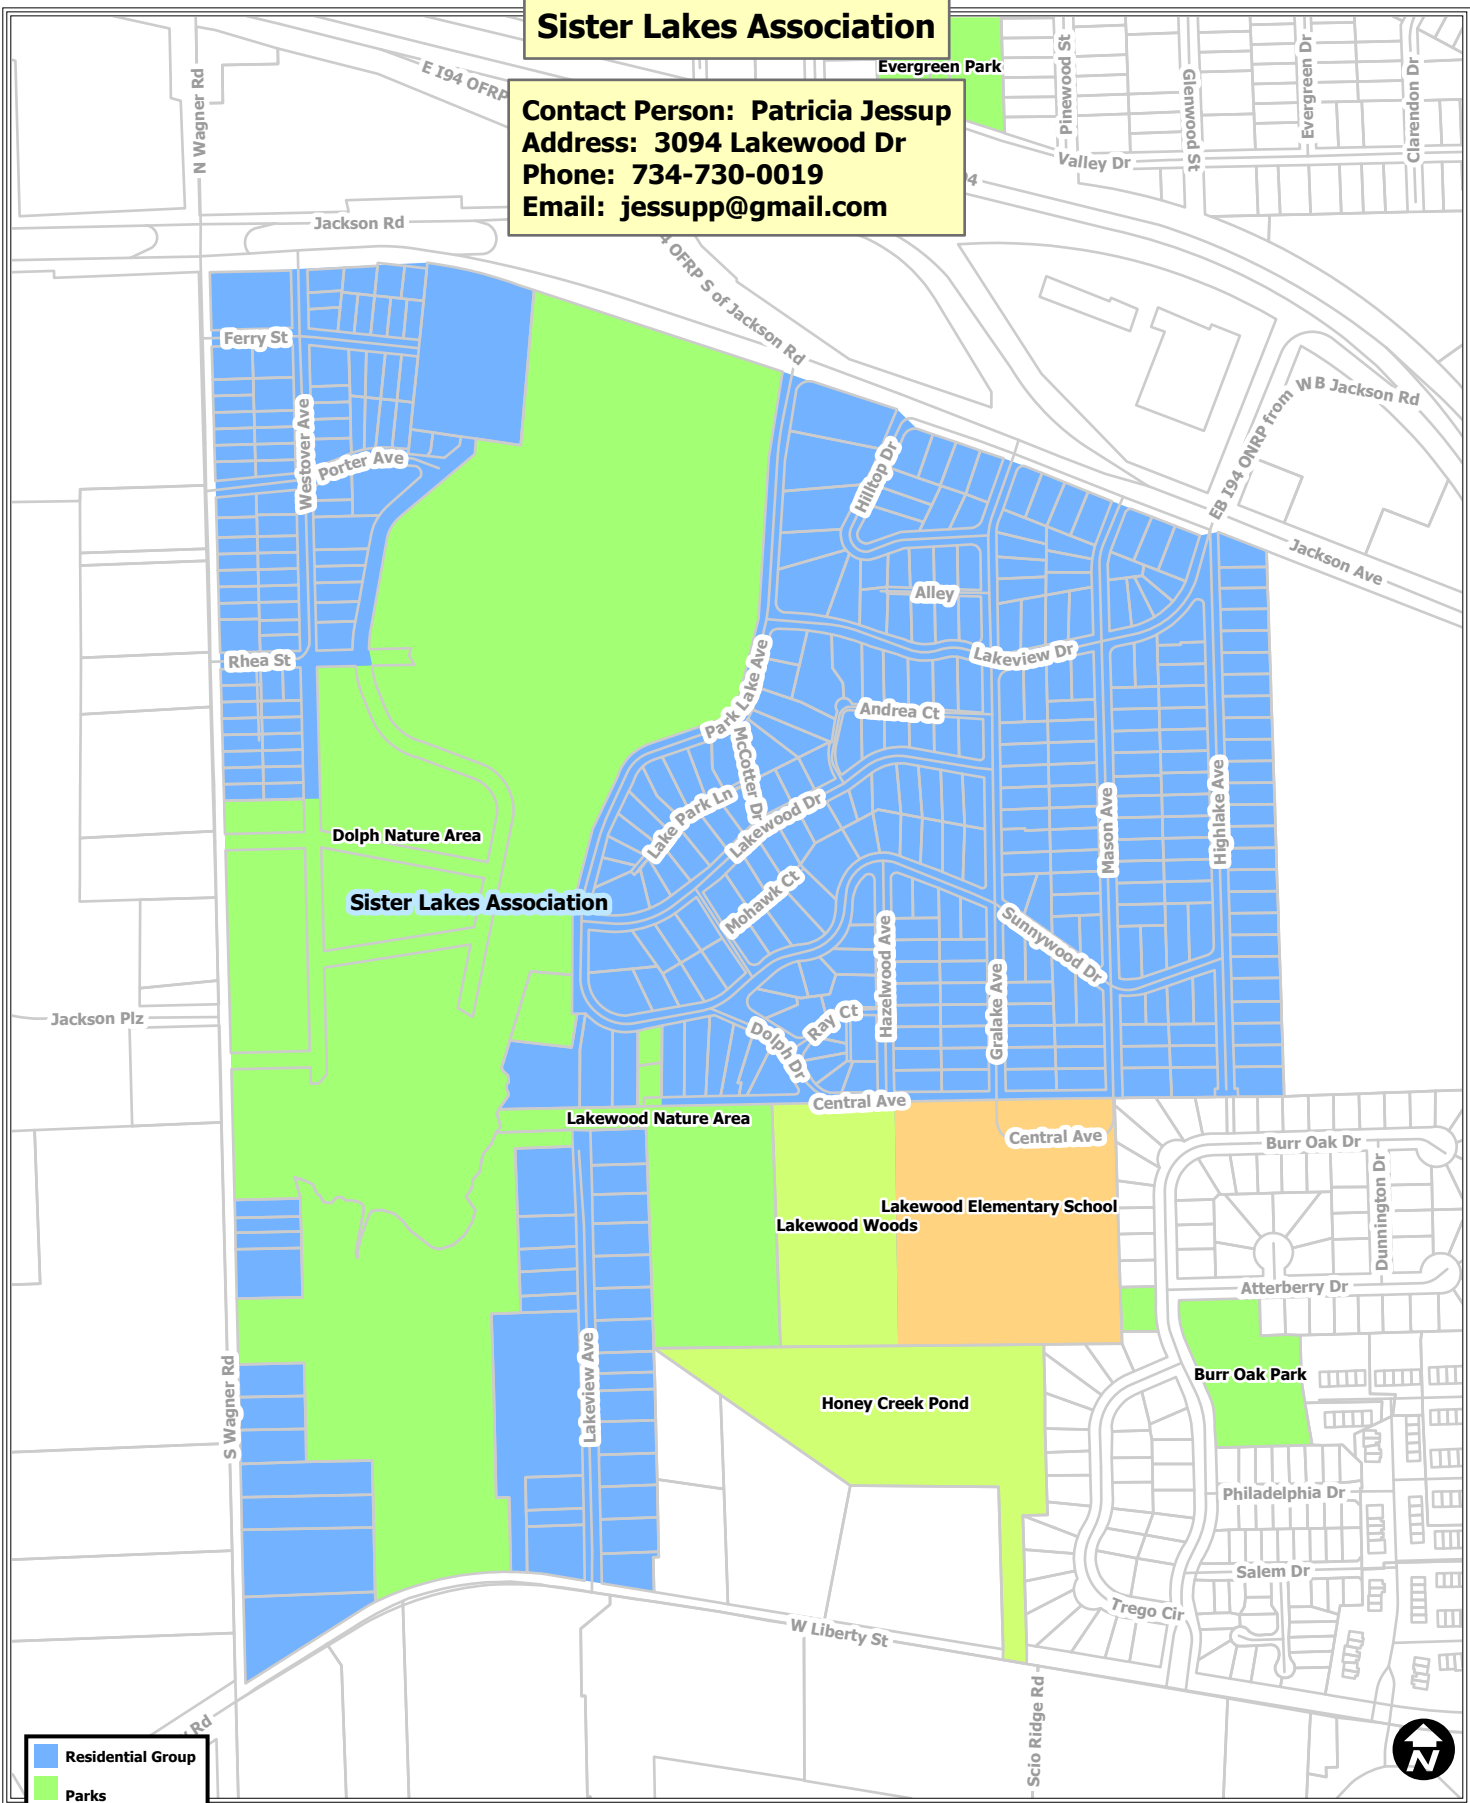 Sister Lakes Association
Evergreen Park
Contact Person: Patricia Jessup
Address: 3094 Lakewood Dr
Phone: 734-730-0019
Email: jessupp@gmail.com
N Wagner Rd
E I94 OFRP
Pinewood St
Glenwood St
Evergreen Dr
Clarendon Dr
Valley Dr
Jackson Rd
OFRP S of Jackson Rd
EB I94 ONRP from WB Jackson Rd
Jackson Ave
Ferry St
Westover Ave
Porter Ave
Hilltop Dr
Alley
Rhea St
Lakeview Dr
Park Lake Ave
Andrea Ct
McCotter Dr
Lake Park Ln
Lakewood Dr
Mason Ave
Highlake Ave
Dolph Nature Area
Sister Lakes Association
Mohawk Ct
Hazelwood Ave
Sunnywood Dr
Gralake Ave
Jackson Plz
Ray Ct
Dolph Dr
Central Ave
Lakewood Nature Area
Central Ave
Burr Oak Dr
Dunnington Dr
Lakewood Elementary School
Lakewood Woods
Atterberry Dr
S Wagner Rd
Lakeview Ave
Burr Oak Park
Honey Creek Pond
Philadelphia Dr
Salem Dr
Trego Cir
W Liberty St
Scio Ridge Rd
Rd
Residential Group
Parks
N